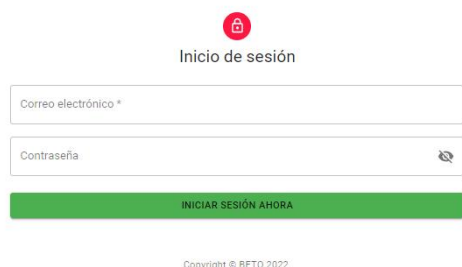 Inicio de sesión
Correo electrónico *
Contraseña
INICIAR SESIÓN AHORA
Copyright © BETO 2022